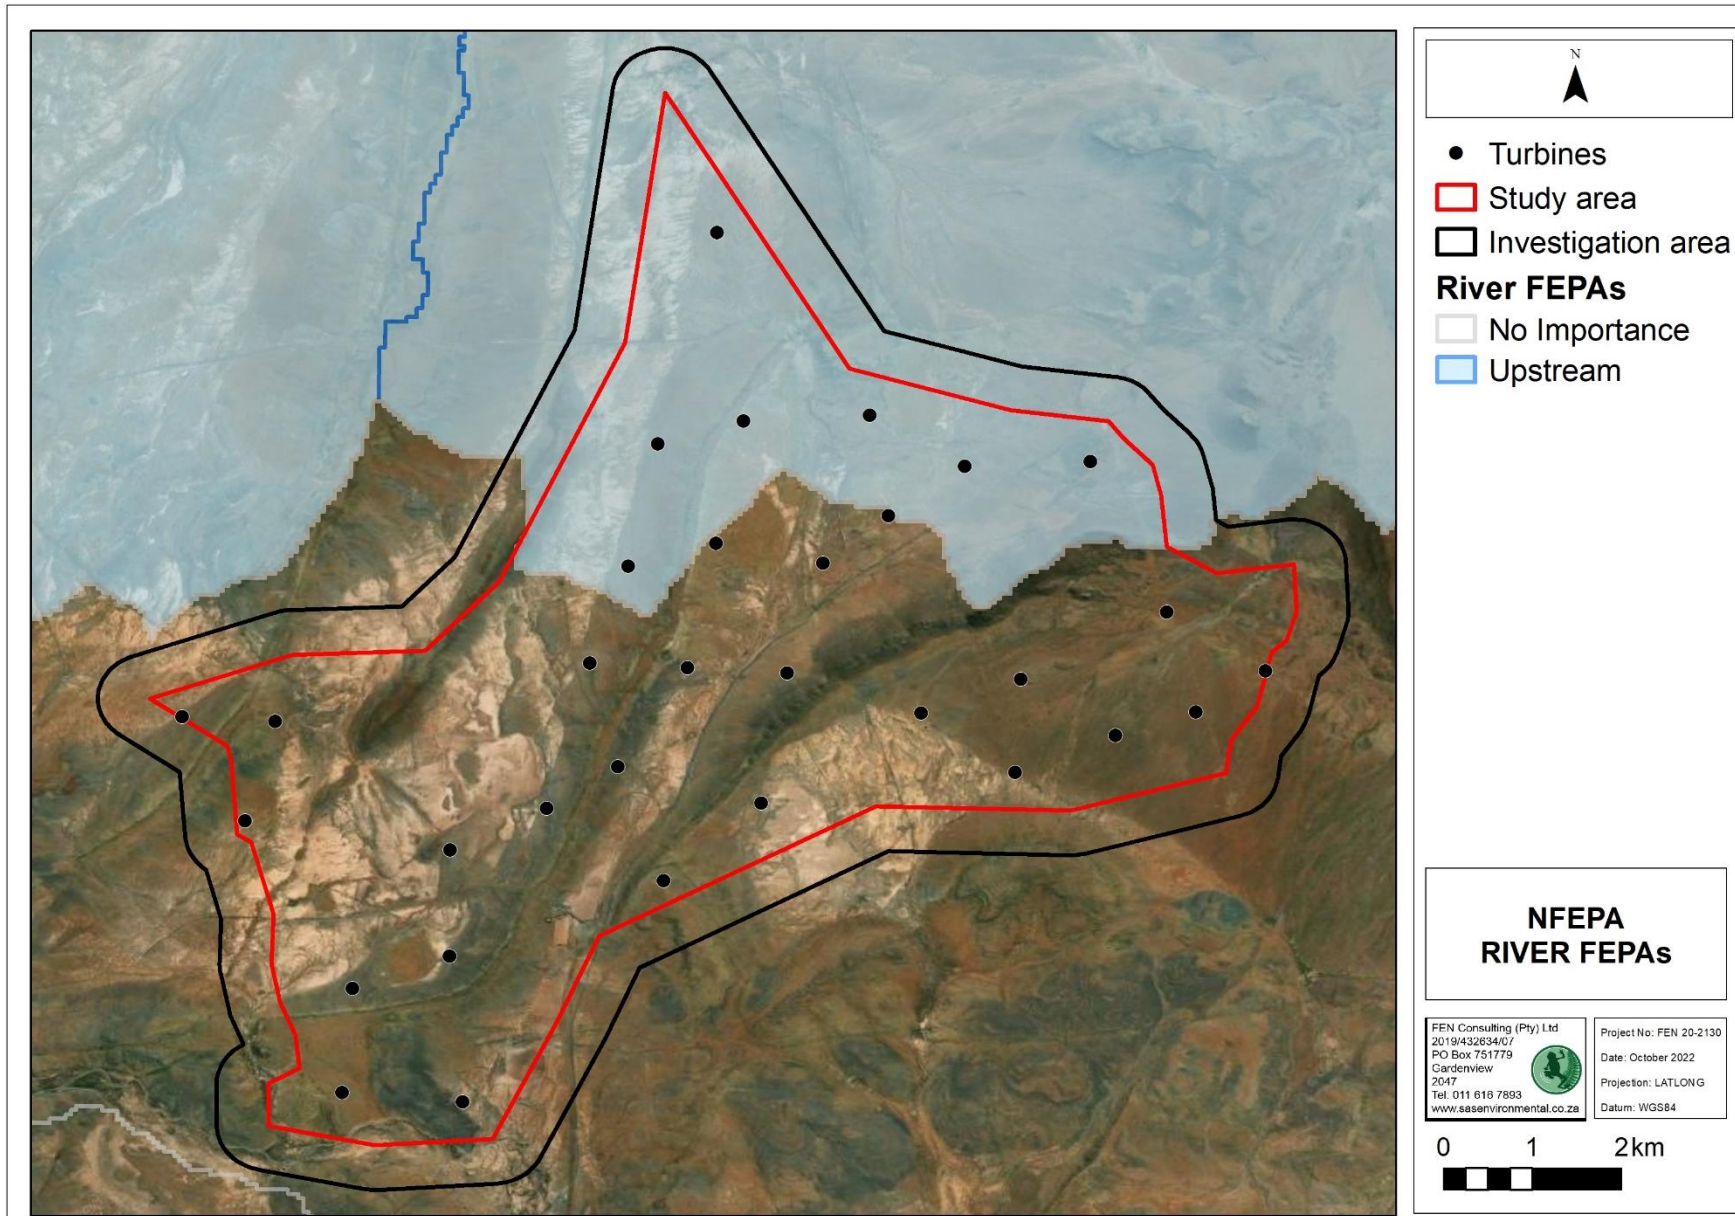 N
Turbines
Study area
Investigation area
River FEPAs
No Importance
Upstream
NFEPA
RIVER FEPAs
FEN Consulting (Pty) Ltd
2019/432634/07
PO Box 751779
Gardenview
2047
Tel: 011 616 7893
www.sasenvironmental.co.za
Project No: FEN 20-2130
Date: October 2022
Projection: LATLONG
Datum: WGS84
0 1 2km